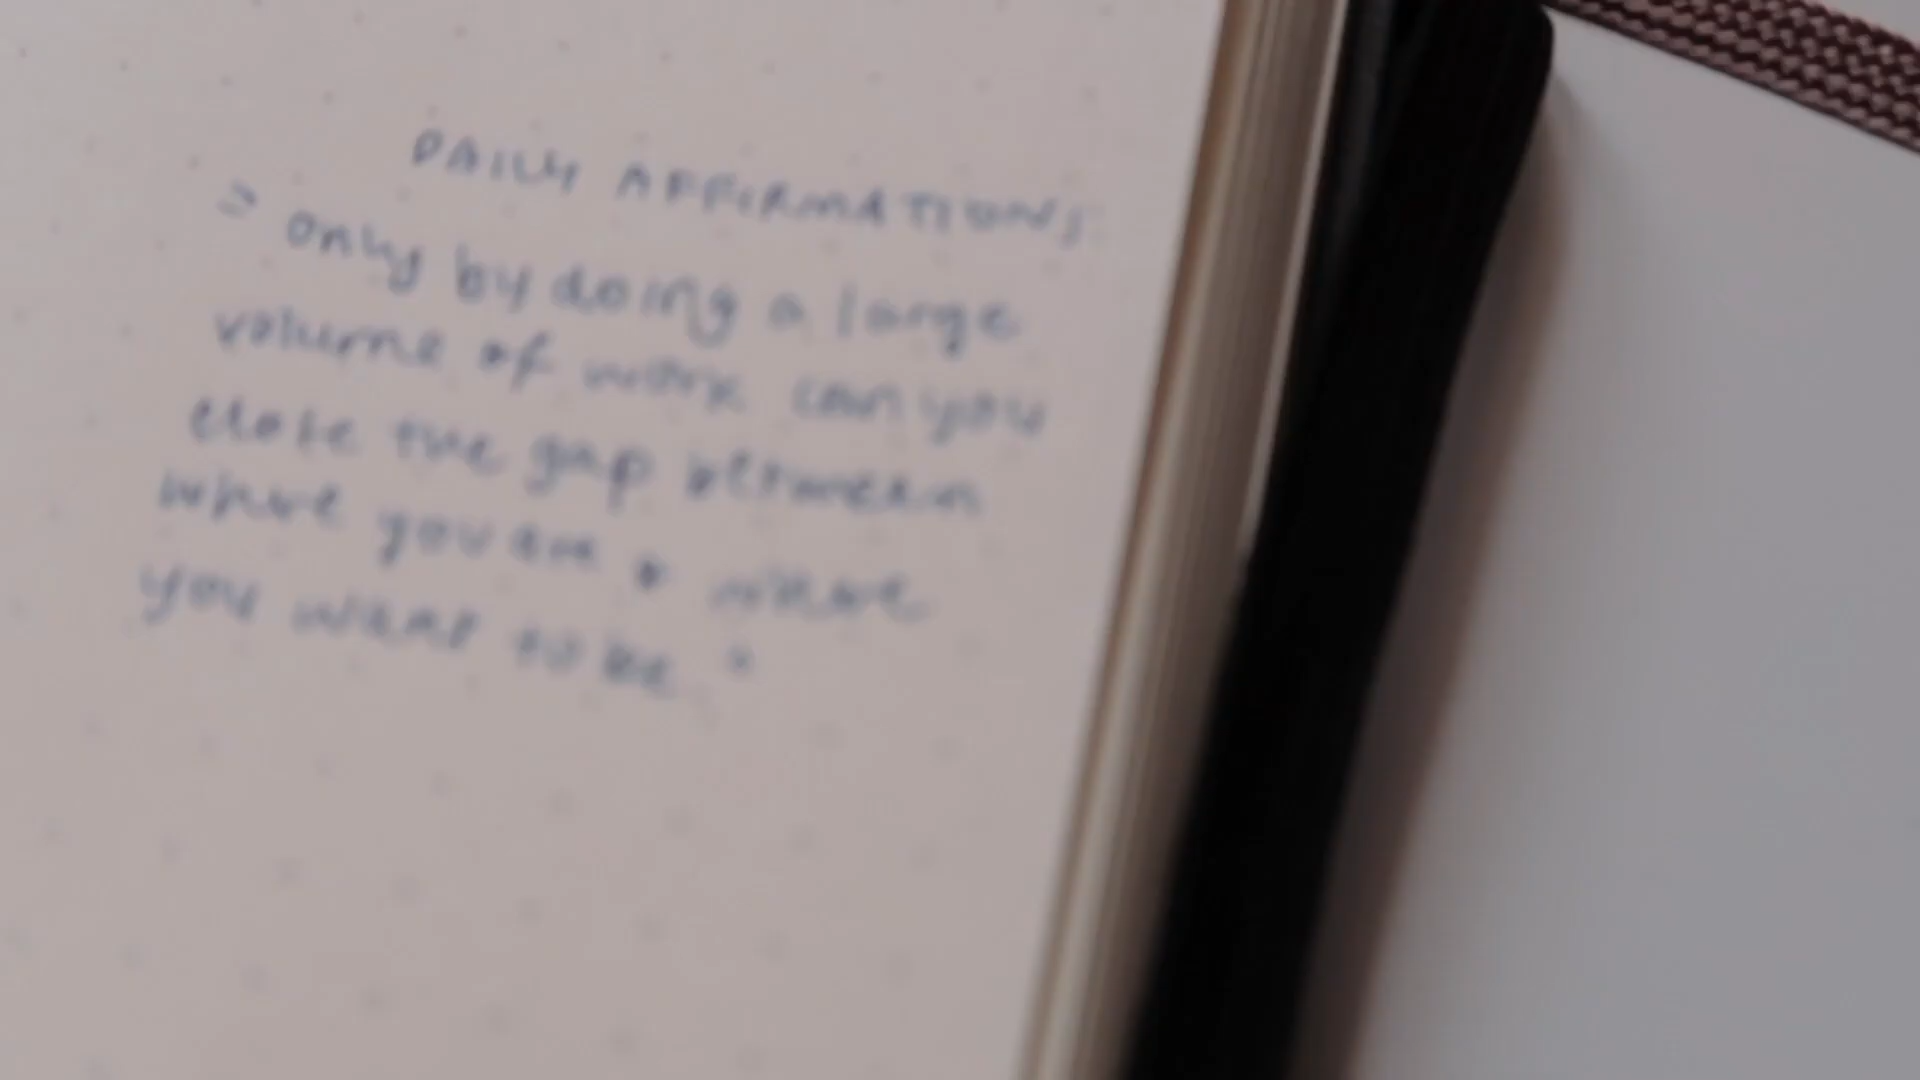 DAILY AFFIRMATIONS:
" only by doing a large
volume of work can you
close the gap between
where you are & where
you want to be "